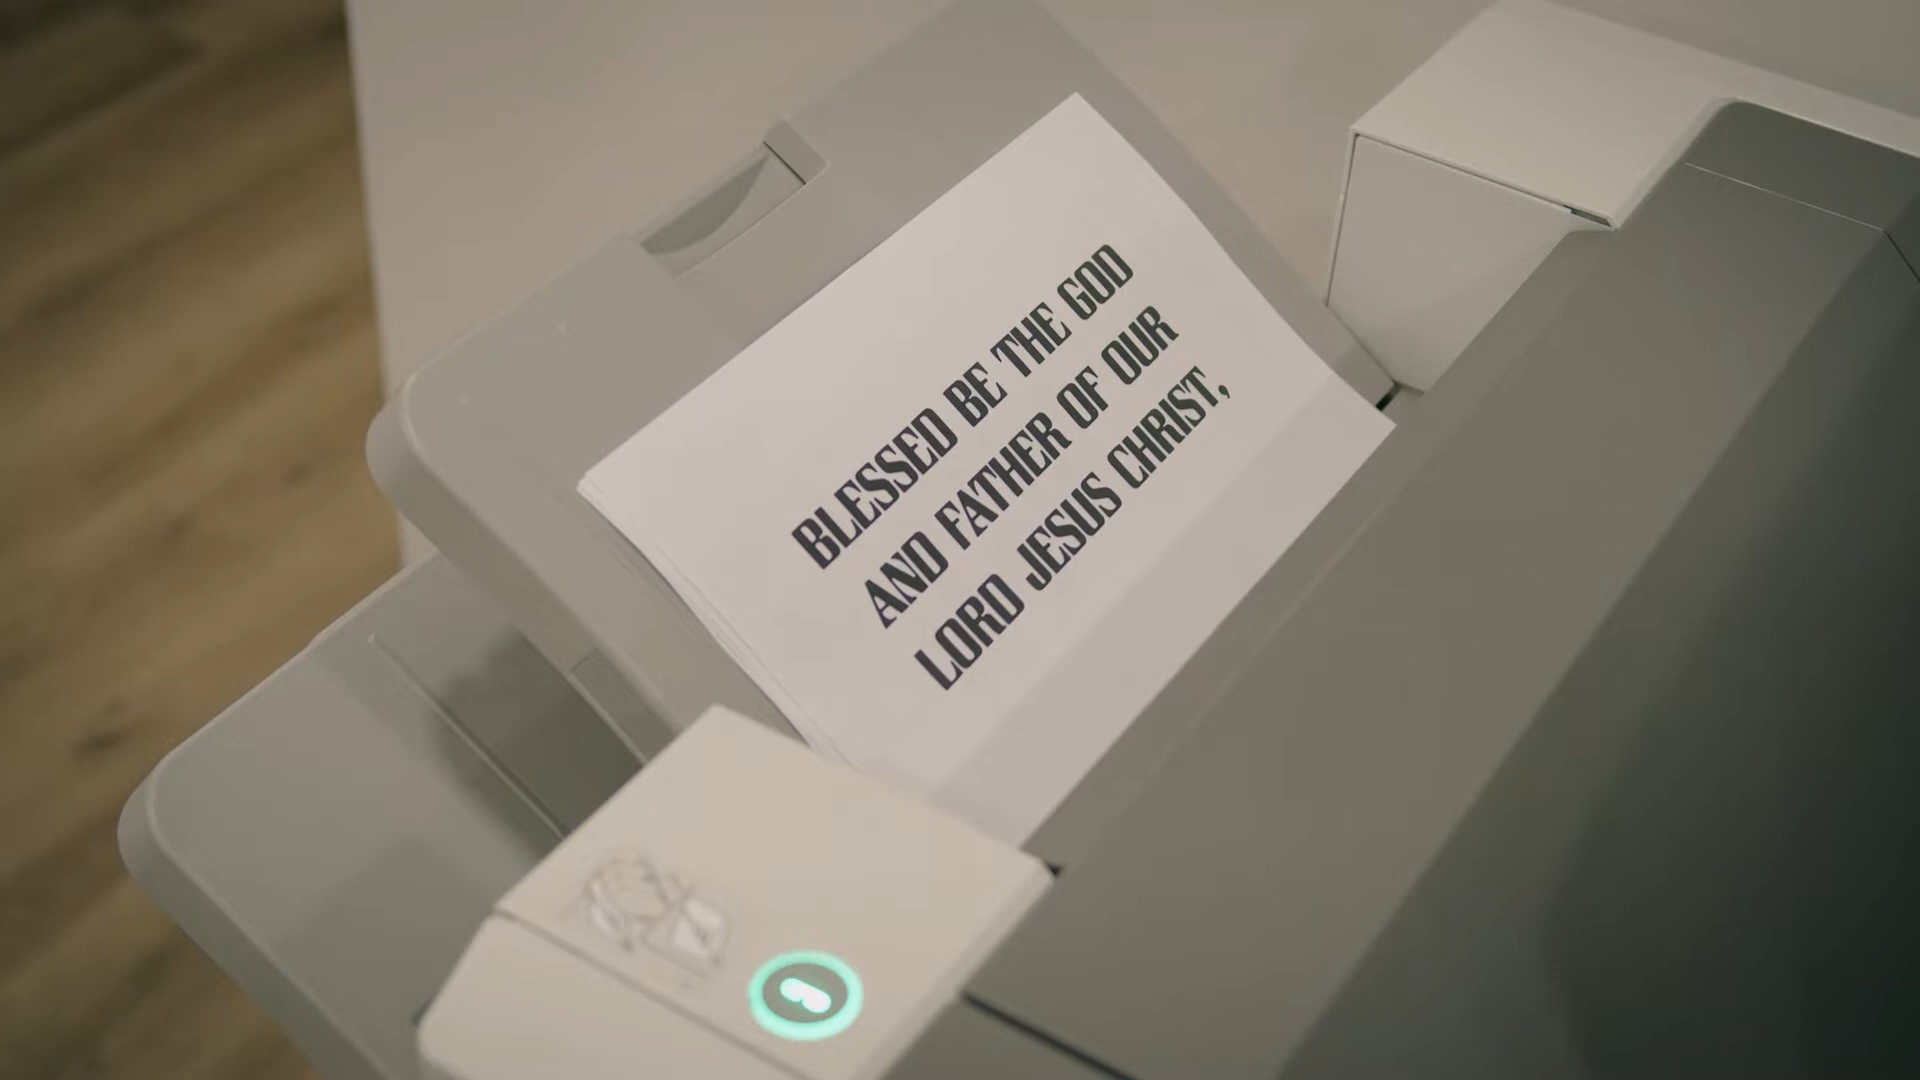 BLESSED BE THE GOD
AND FATHER OF OUR
LORD JESUS CHRIST,